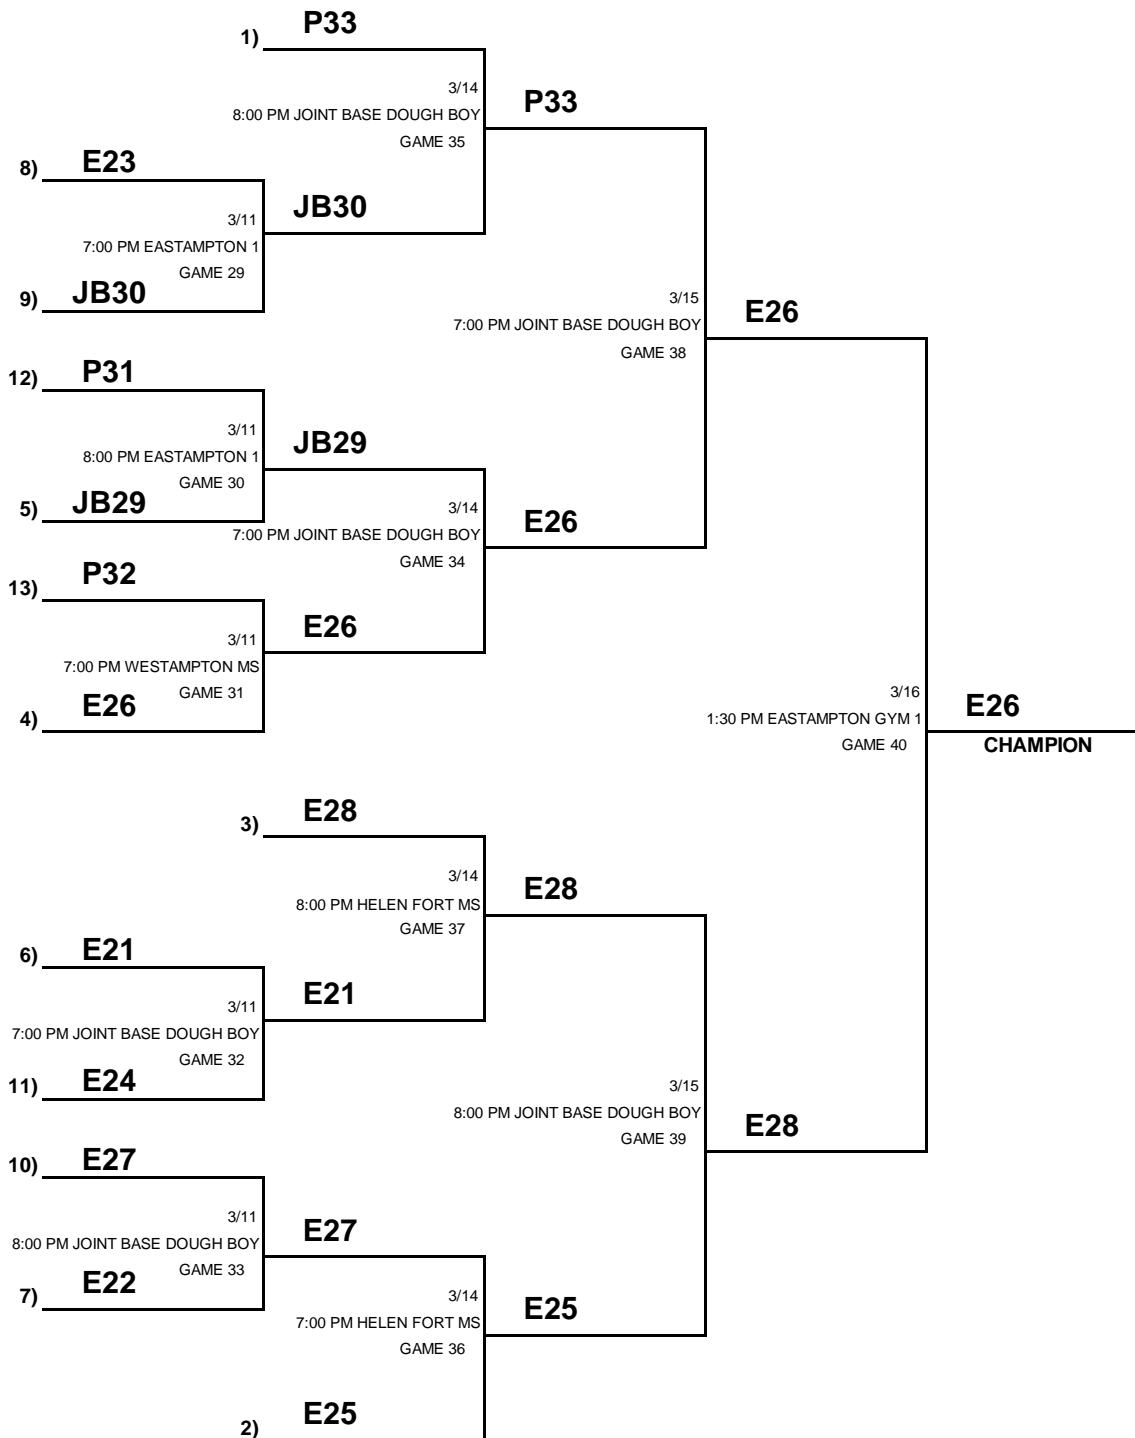 1) P33
3/14
8:00 PM JOINT BASE DOUGH BOY
GAME 35
P33
8) E23
3/11
7:00 PM EASTAMPTON 1
GAME 29
JB30
9) JB30
3/15
7:00 PM JOINT BASE DOUGH BOY
GAME 38
E26
12) P31
3/11
8:00 PM EASTAMPTON 1
GAME 30
JB29
5) JB29
3/14
7:00 PM JOINT BASE DOUGH BOY
GAME 34
E26
13) P32
3/11
7:00 PM WESTAMPTON MS
GAME 31
E26
4) E26
3/16
1:30 PM EASTAMPTON GYM 1
GAME 40
E26
CHAMPION
3) E28
3/14
8:00 PM HELEN FORT MS
GAME 37
E28
6) E21
3/11
7:00 PM JOINT BASE DOUGH BOY
GAME 32
E21
11) E24
3/15
8:00 PM JOINT BASE DOUGH BOY
GAME 39
E28
10) E27
3/11
8:00 PM JOINT BASE DOUGH BOY
GAME 33
E27
7) E22
3/14
7:00 PM HELEN FORT MS
GAME 36
E25
2) E25